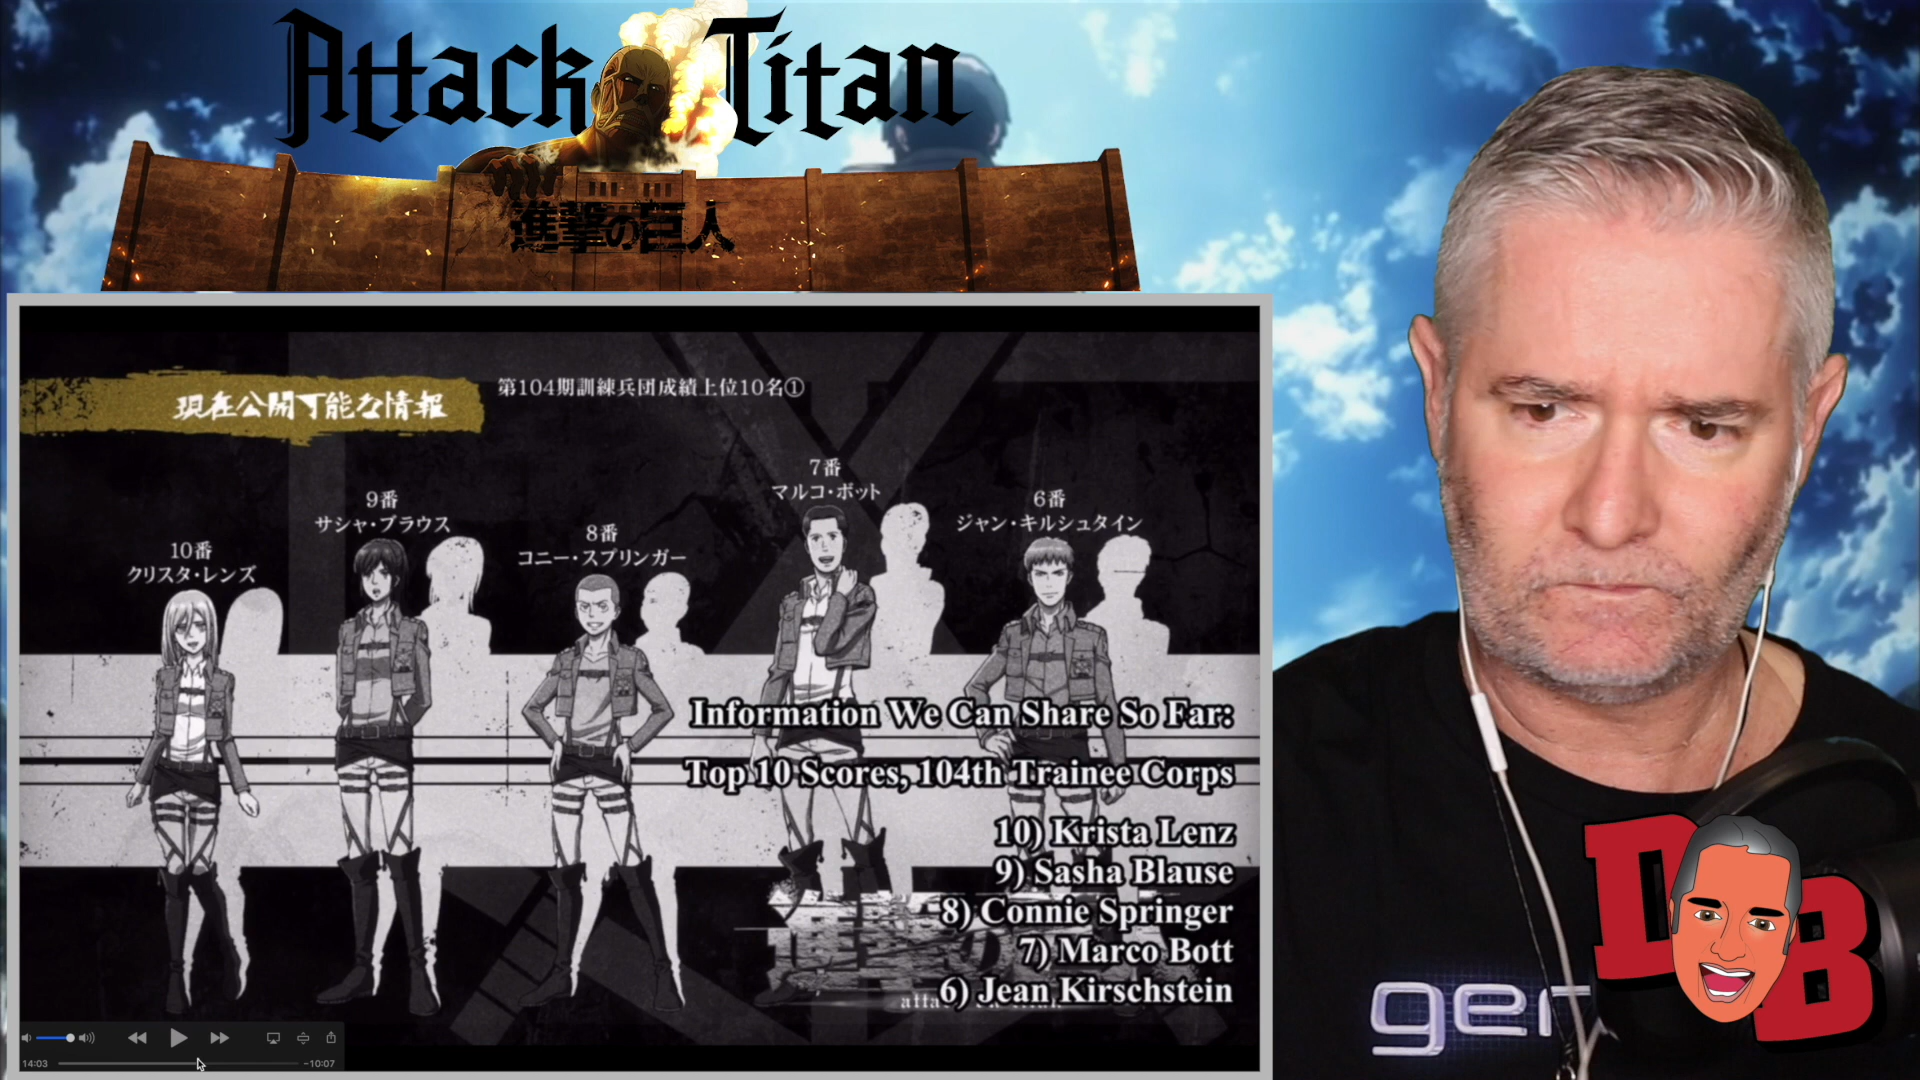 Attack Titan
進撃の巨人
現在公開可能な情報
第104期訓練兵団成績上位10名①
7番
マルコ・ボット
9番
サシャ・ブラウス
6番
ジャン・キルシュタイン
8番
コニー・スプリンガー
10番
クリスタ・レンズ
Information We Can Share So Far:
Top 10 Scores, 104th Trainee Corps
10) Krista Lenz
9) Sasha Blause
8) Connie Springer
7) Marco Bott
6) Jean Kirschstein
14:03
-10:07
DB